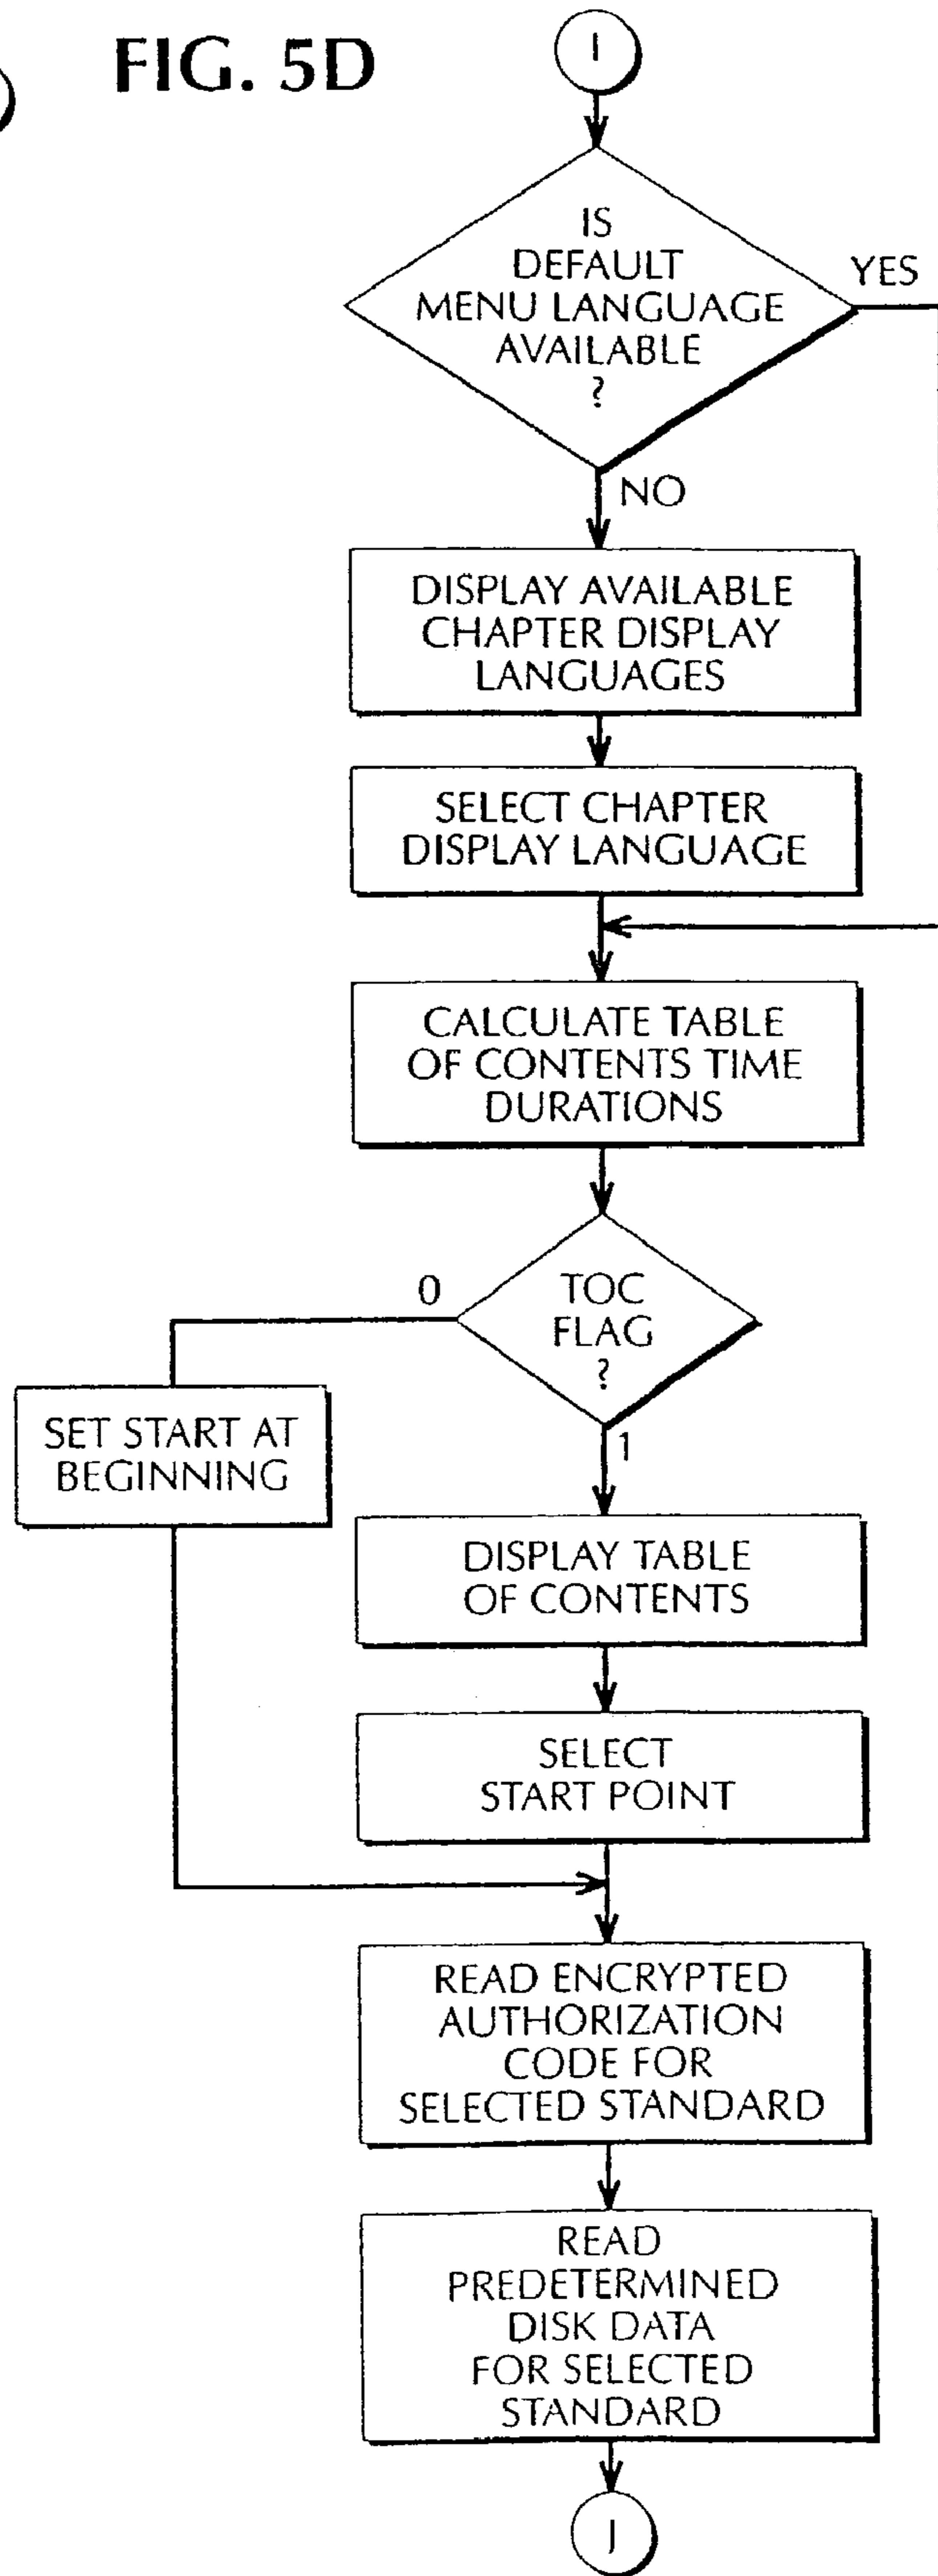 FIG. 5D
I
IS
DEFAULT
MENU LANGUAGE
AVAILABLE
?
YES
NO
DISPLAY AVAILABLE
CHAPTER DISPLAY
LANGUAGES
SELECT CHAPTER
DISPLAY LANGUAGE
CALCULATE TABLE
OF CONTENTS TIME
DURATIONS
0
TOC
FLAG
?
1
SET START AT
BEGINNING
DISPLAY TABLE
OF CONTENTS
SELECT
START POINT
READ ENCRYPTED
AUTHORIZATION
CODE FOR
SELECTED STANDARD
READ
PREDETERMINED
DISK DATA
FOR SELECTED
STANDARD
J